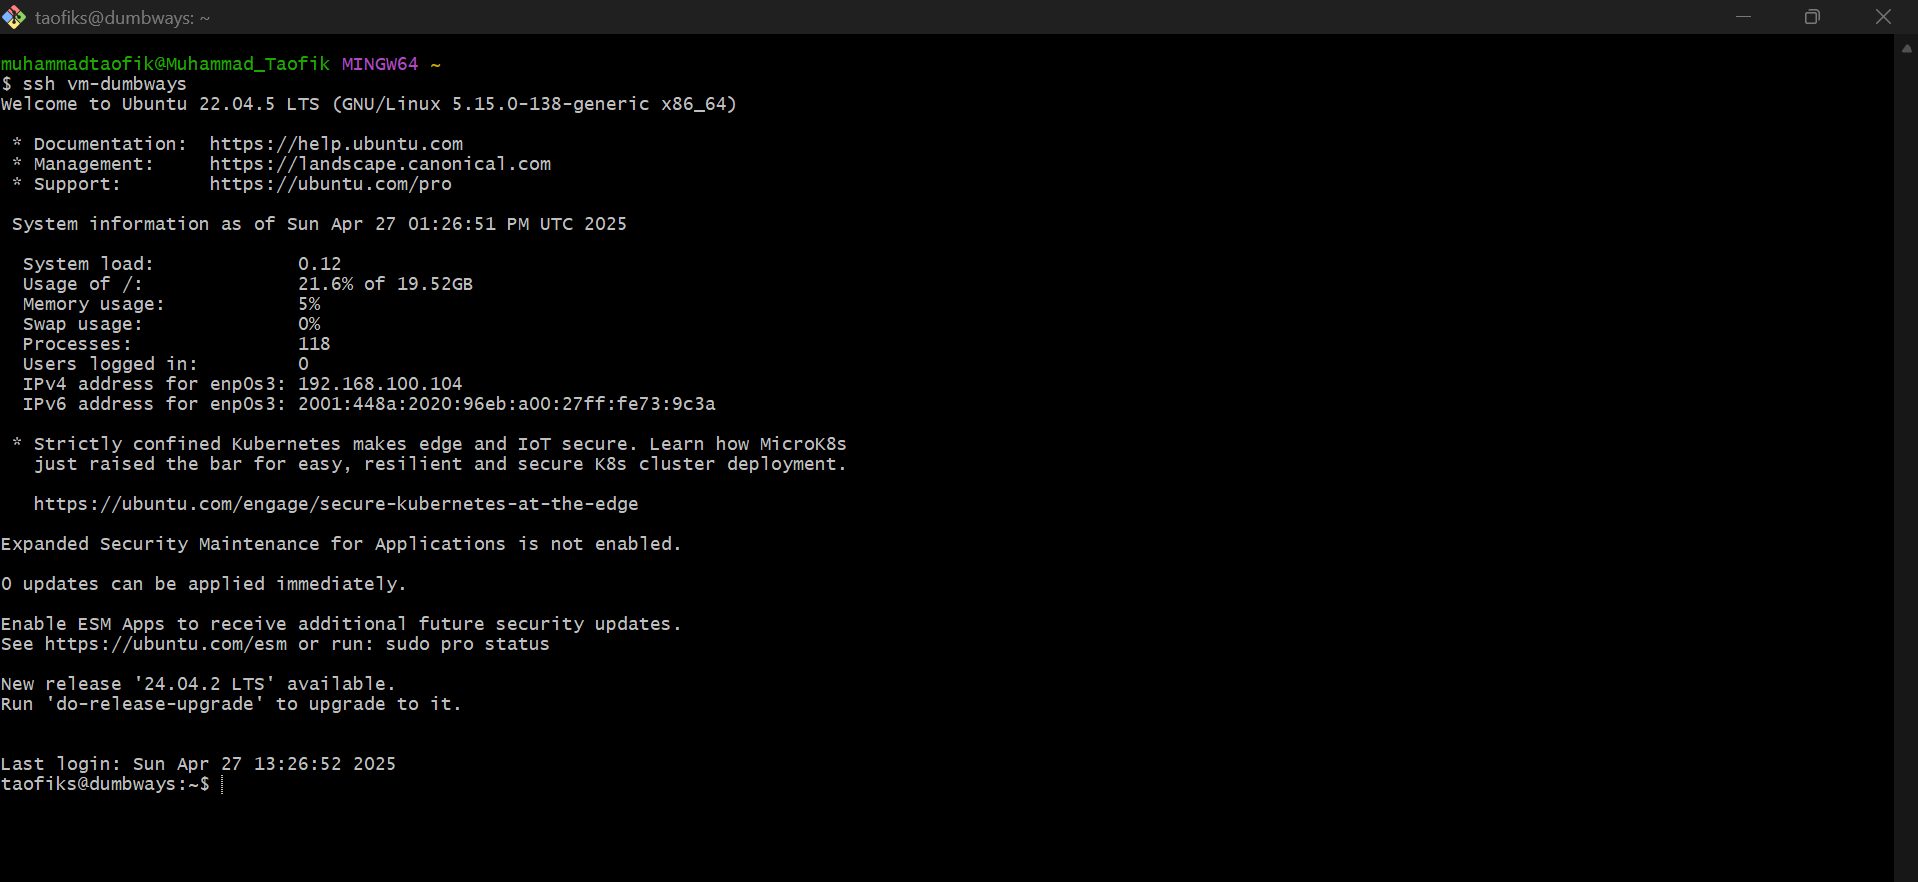 taofiks@dumbways: ~
muhammadtaofik@Muhammad_Taofik MINGW64 ~
$ ssh vm-dumbways
Welcome to Ubuntu 22.04.5 LTS (GNU/Linux 5.15.0-138-generic x86_64)
* Documentation:  https://help.ubuntu.com
* Management:     https://landscape.canonical.com
* Support:        https://ubuntu.com/pro
System information as of Sun Apr 27 01:26:51 PM UTC 2025
System load:             0.12
Usage of /:              21.6% of 19.52GB
Memory usage:            5%
Swap usage:              0%
Processes:               118
Users logged in:         0
IPv4 address for enp0s3: 192.168.100.104
IPv6 address for enp0s3: 2001:448a:2020:96eb:a00:27ff:fe73:9c3a
* Strictly confined Kubernetes makes edge and IoT secure. Learn how MicroK8s
just raised the bar for easy, resilient and secure K8s cluster deployment.
https://ubuntu.com/engage/secure-kubernetes-at-the-edge
Expanded Security Maintenance for Applications is not enabled.
0 updates can be applied immediately.
Enable ESM Apps to receive additional future security updates.
See https://ubuntu.com/esm or run: sudo pro status
New release '24.04.2 LTS' available.
Run 'do-release-upgrade' to upgrade to it.
Last login: Sun Apr 27 13:26:52 2025
taofiks@dumbways:~$